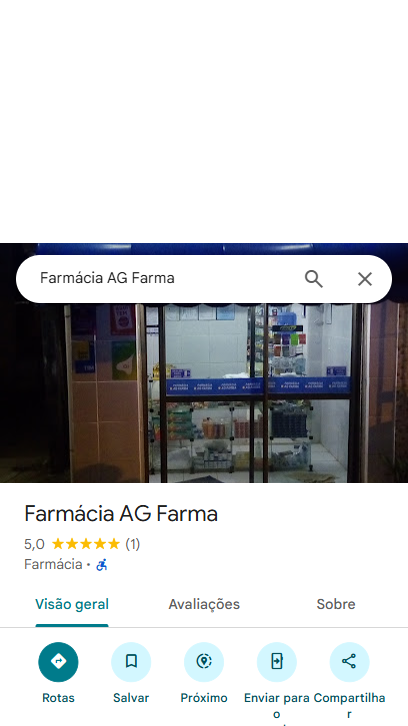 Farmácia AG Farma
Farmácia AG Farma
5,0 (1)
Farmácia •
Visão geral
Avaliações
Sobre
Rotas
Salvar
Próximo
Enviar para
o
Compartilha
r